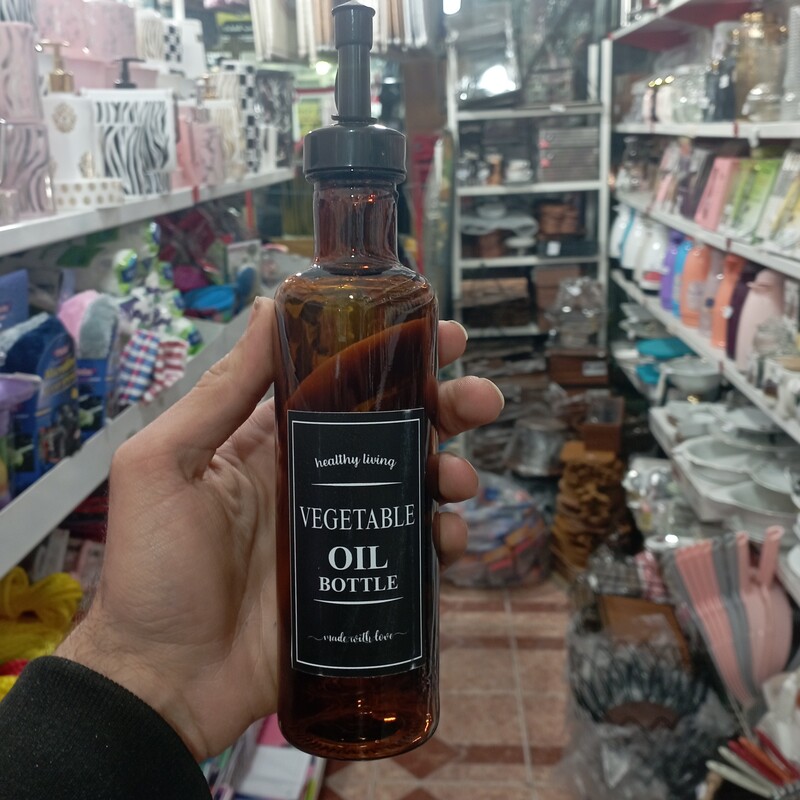 healthy living
VEGETABLE
OIL
BOTTLE
made with love